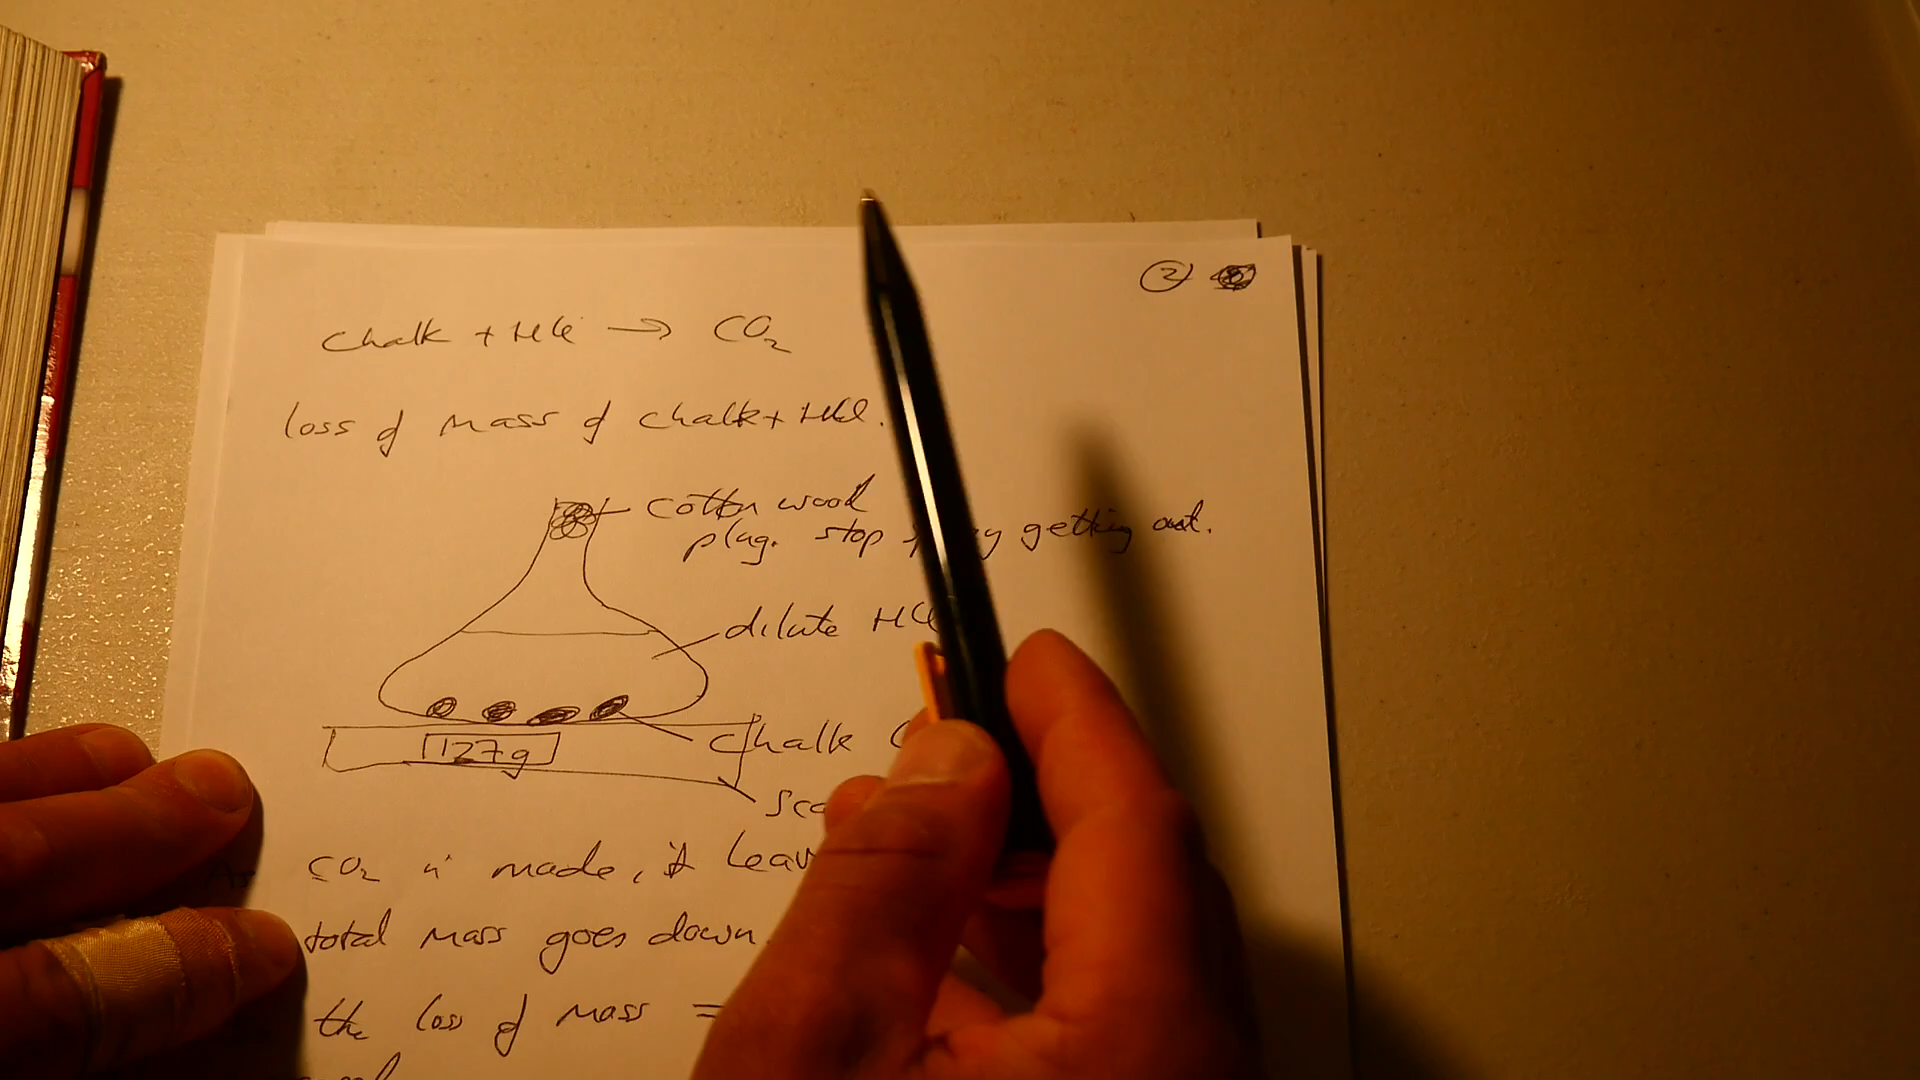 2
Chalk + HCl → CO₂
loss of mass of chalk + HCl.
cotton wool
plug. stop getting out.
dilute HCl
127g
chalk
CO₂ is made, it
total mass goes down
the loss of mass =